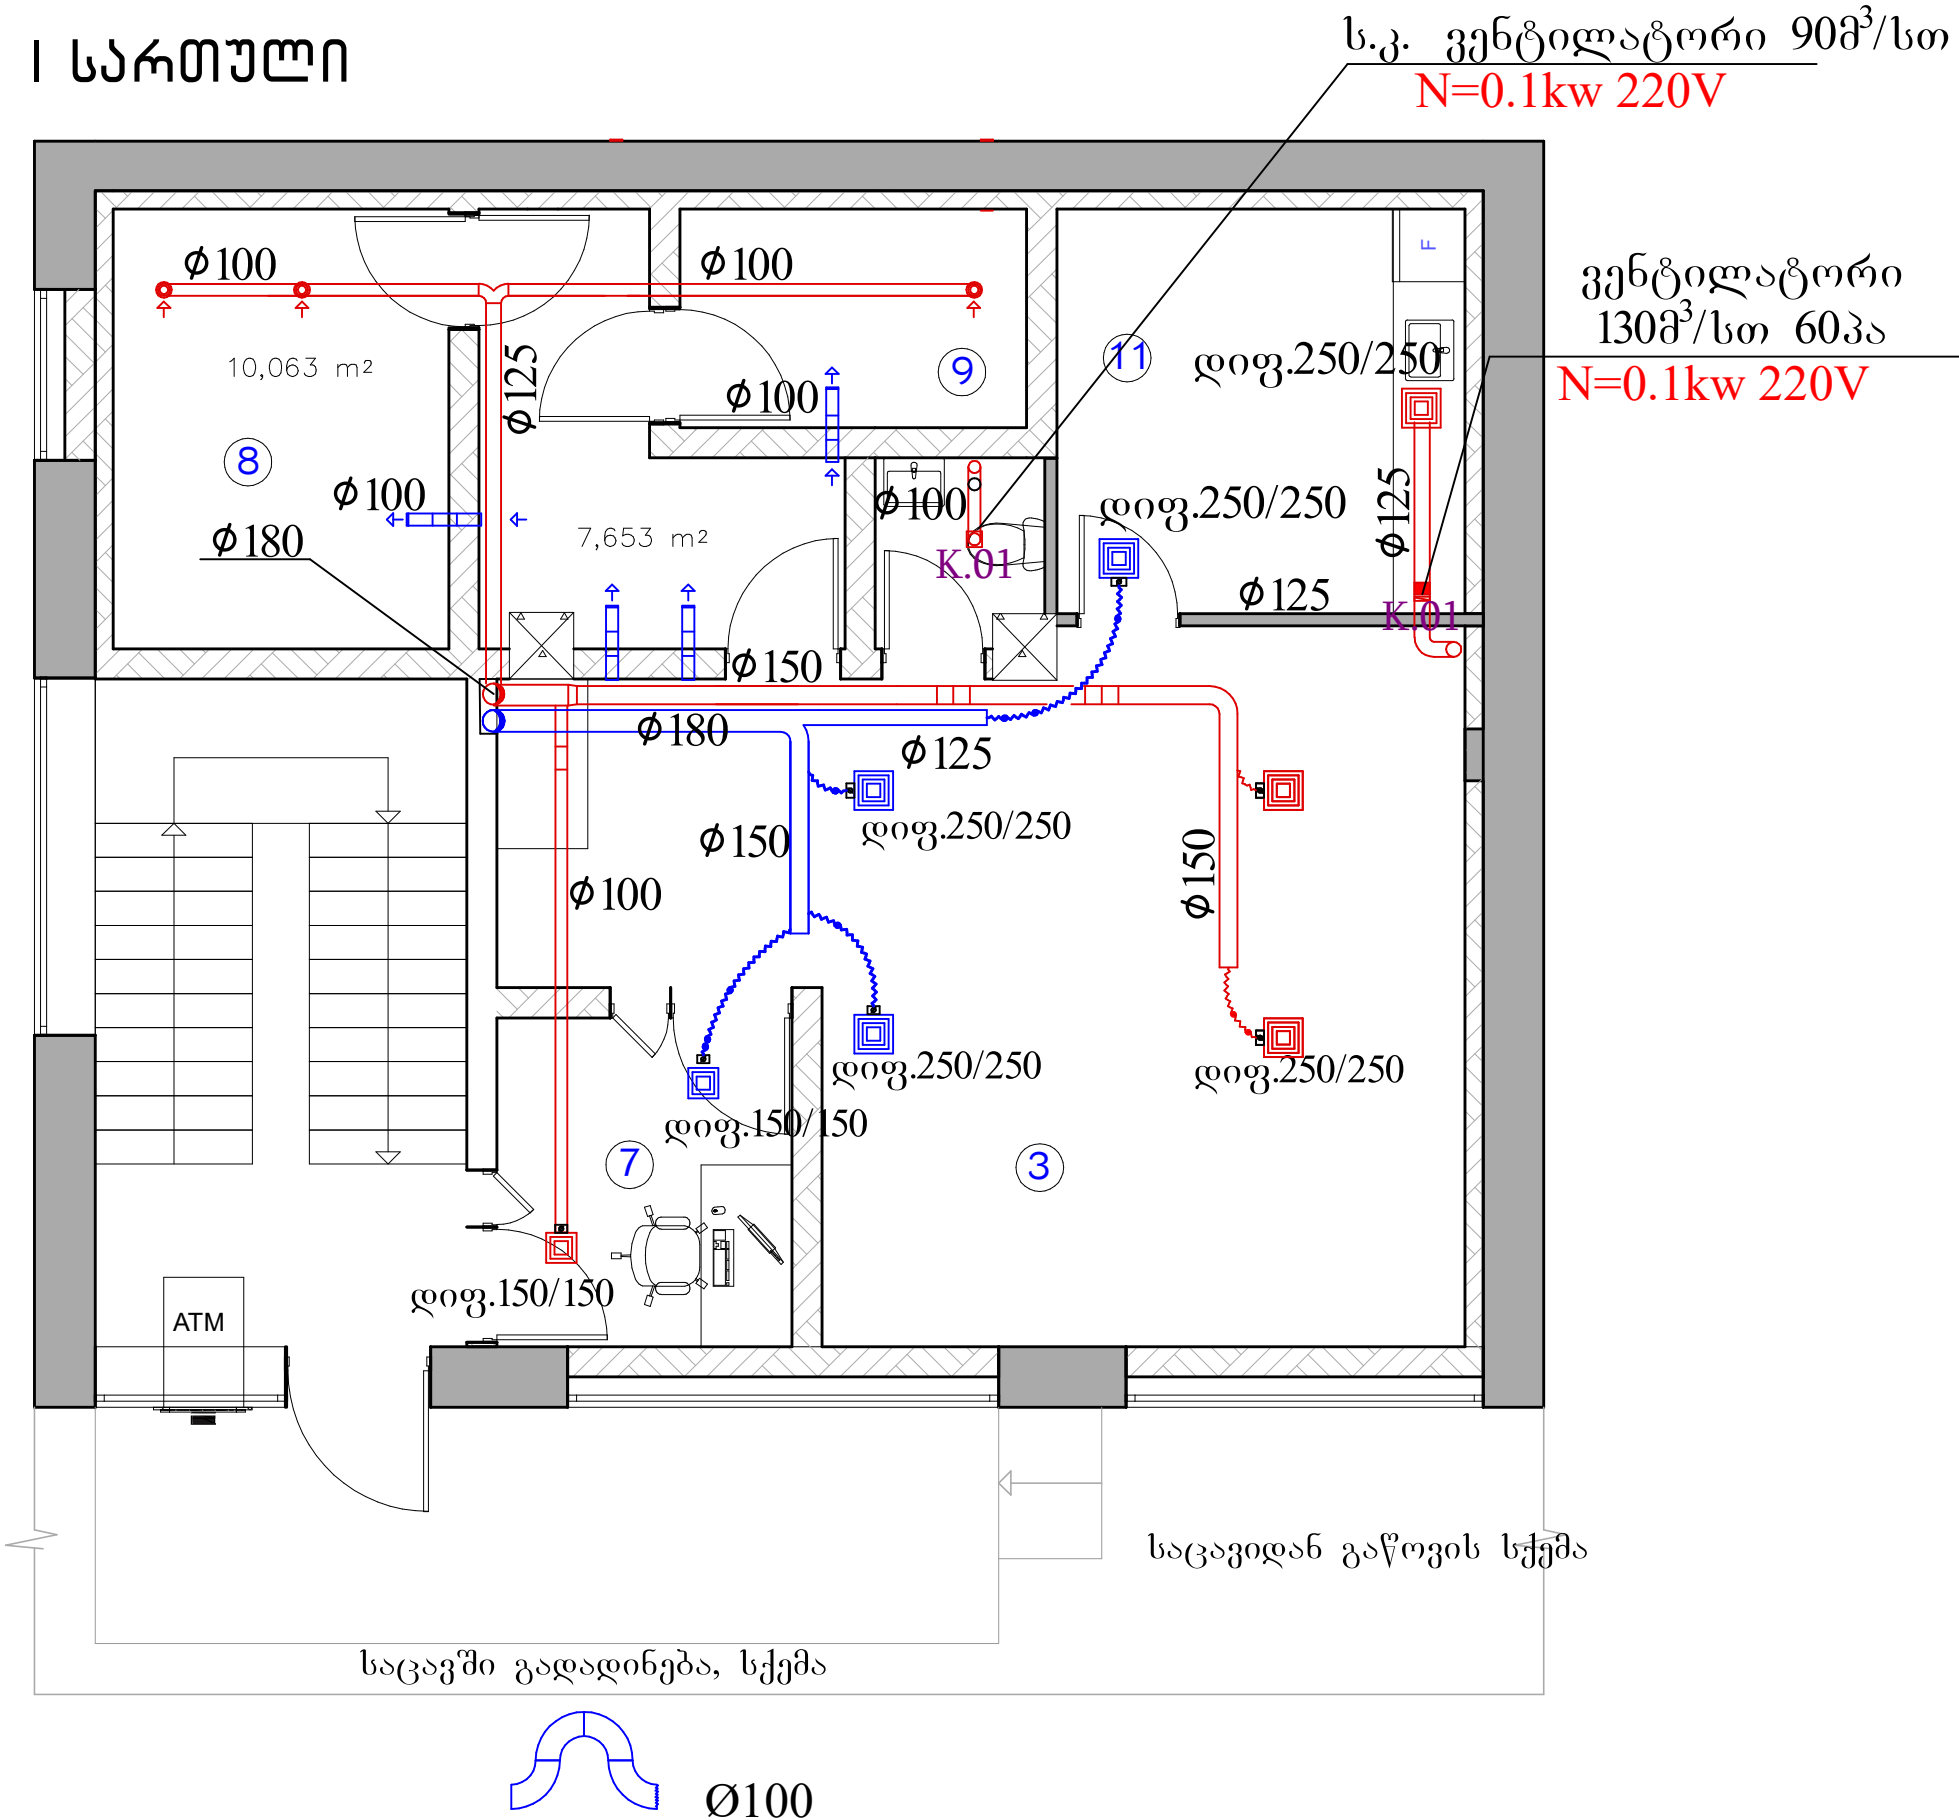 I სართული
ს.კ. ვენტილატორი 90მ³/სთ
N=0.1kw 220V
ვენტილატორი
130მ³/სთ 60პა
N=0.1kw 220V
ϕ100
ϕ100
F
10,063 m²
ϕ125
ϕ100
9
11
დიფ.250/250
8
ϕ100
ϕ180
7,653 m²
ϕ100
K.01
დიფ.250/250
ϕ125
ϕ125
K.01
ϕ150
ϕ180
ϕ125
ϕ150
დიფ.250/250
ϕ150
ϕ100
დიფ.250/250
დიფ.250/250
დიფ.150/150
7
3
დიფ.150/150
ATM
საცავიდან გაწოვის სქემა
საცავში გადადინება, სქემა
Ø100